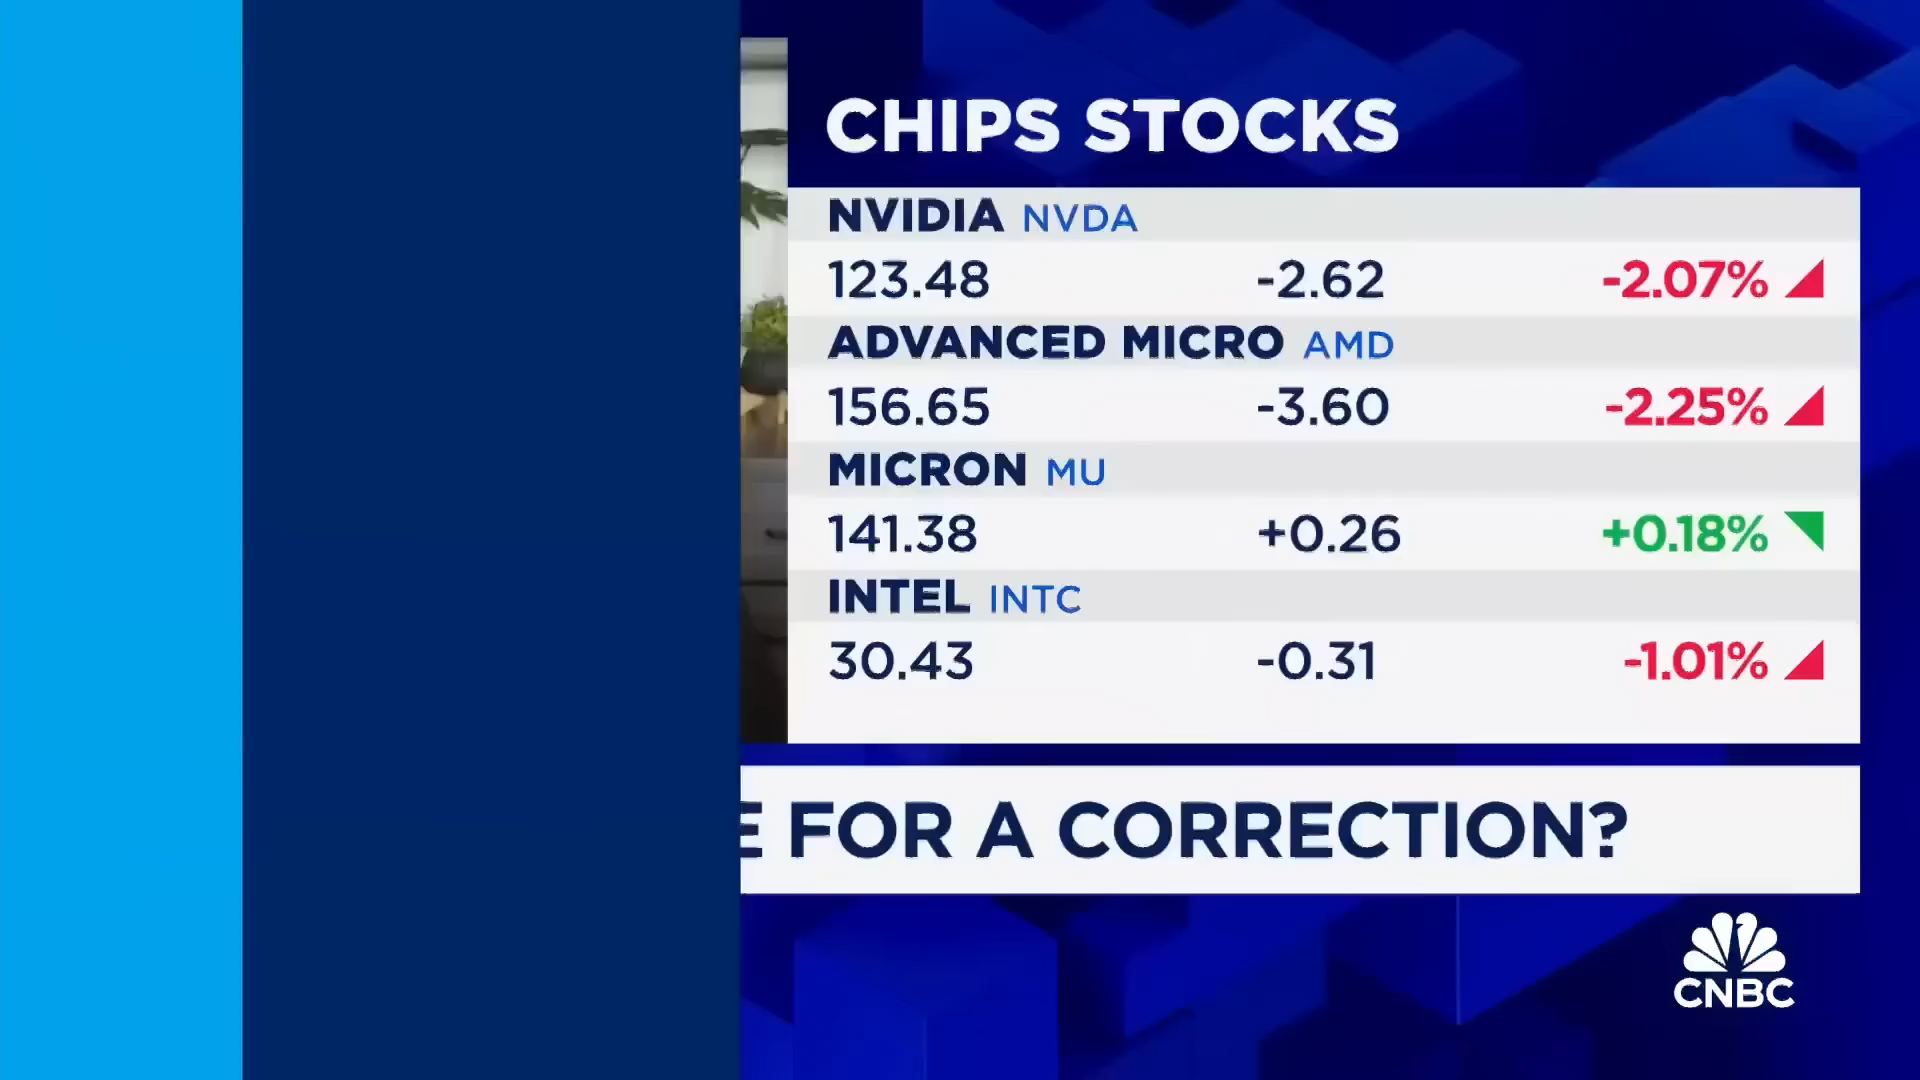 CHIPS STOCKS
NVIDIA NVDA
123.48 -2.62 -2.07%
ADVANCED MICRO AMD
156.65 -3.60 -2.25%
MICRON MU
141.38 +0.26 +0.18%
INTEL INTC
30.43 -0.31 -1.01%
E FOR A CORRECTION?
CNBC